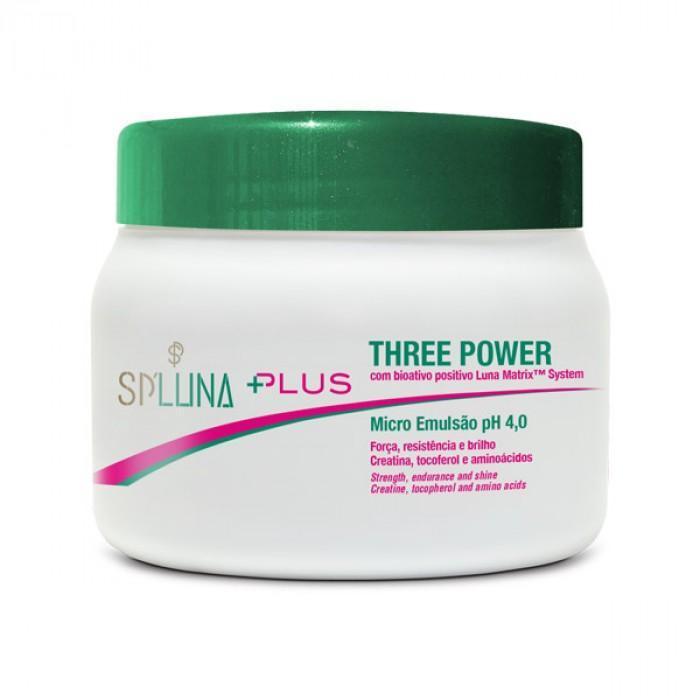 SP'LUNA +PLUS
THREE POWER
com bioativo positivo Luna Matrix™ System
Micro Emulsão pH 4,0
Força, resistência e brilho
Creatina, tocoferol e aminoácidos
Strength, endurance and shine
Creatine, tocopherol and amino acids